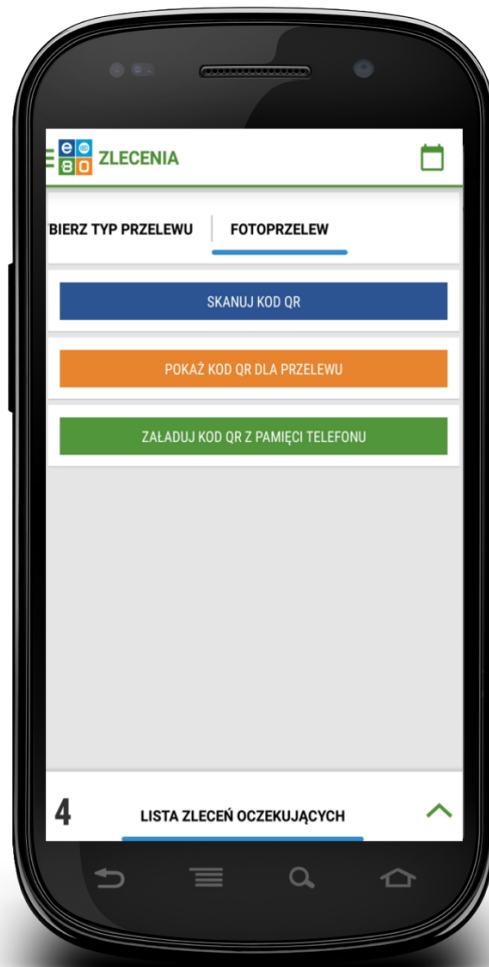 ZLECENIA
BIERZ TYP PRZELEWU
FOTOPRZELEW
SKANUJ KOD QR
POKAŻ KOD QR DLA PRZELEWU
ZAŁADUJ KOD QR Z PAMIĘCI TELEFONU
4
LISTA ZLECEŃ OCZEKUJĄCYCH